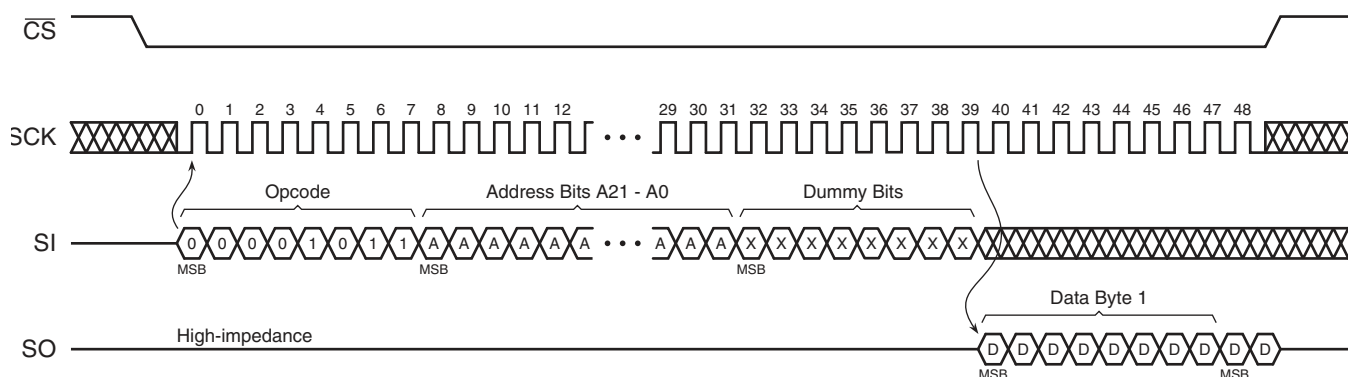 CS
0 1 2 3 4 5 6 7 8 9 10 11 12 29 30 31 32 33 34 35 36 37 38 39 40 41 42 43 44 45 46 47 48
SCK
Opcode Address Bits A21 - A0 Dummy Bits
SI 0 0 0 0 1 0 1 1 A A A A A A A A A X X X X X X X X
MSB MSB MSB
Data Byte 1
High-impedance
SO D D D D D D D D D D
MSB MSB